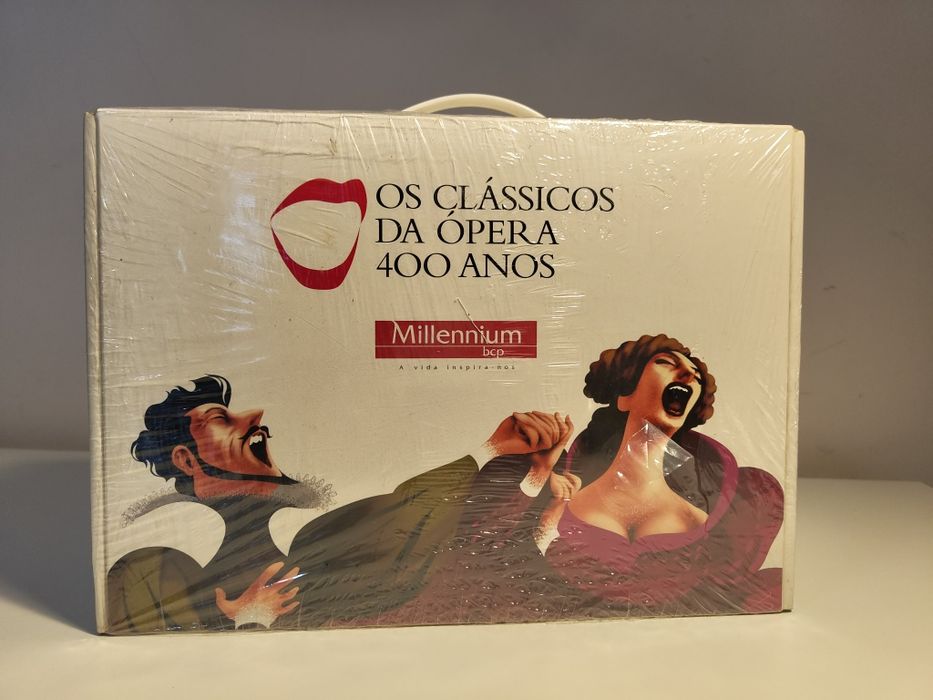 OS CLÁSSICOS
DA ÓPERA
400 ANOS
Millennium
bcp
A vida inspira-nos